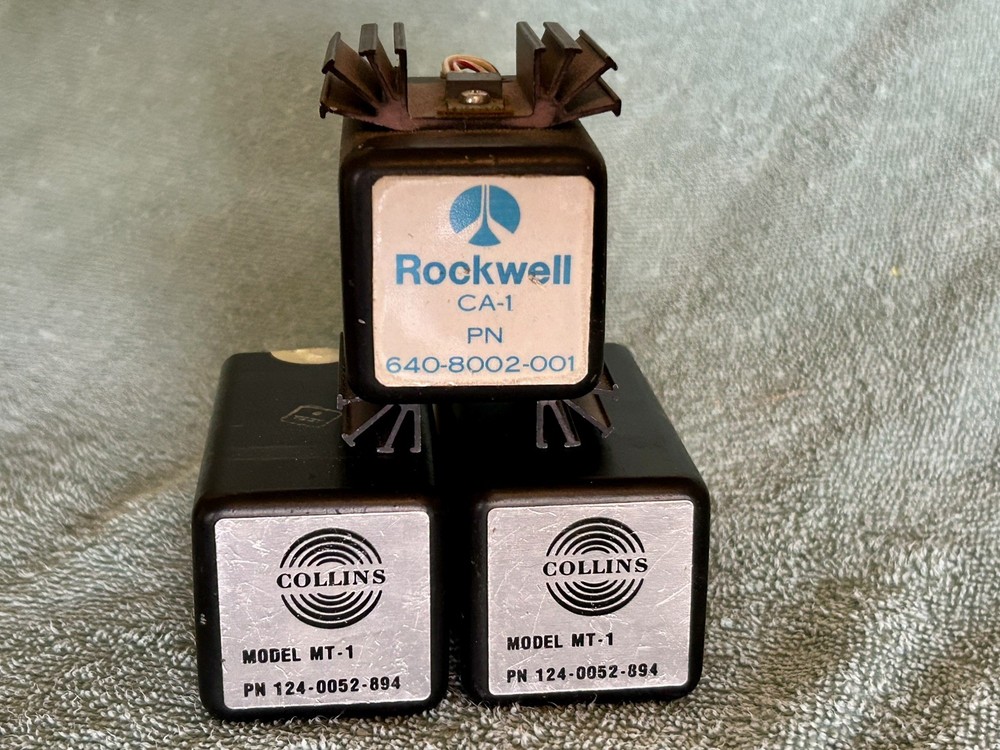 Rockwell
CA-1
PN
640-8002-001
COLLINS
MODEL MT-1
PN 124-0052-894
COLLINS
MODEL MT-1
PN 124-0052-894